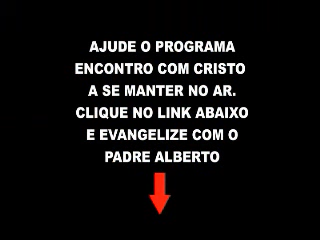 AJUDE O PROGRAMA
ENCONTRO COM CRISTO
A SE MANTER NO AR.
CLIQUE NO LINK ABAIXO
E EVANGELIZE COM O
PADRE ALBERTO